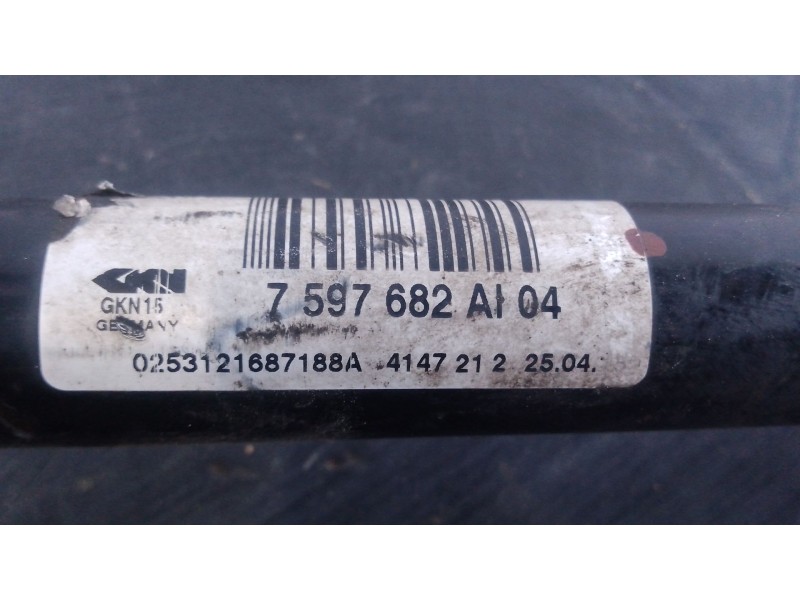 GKN
7 597 682 AI 04
GKN15
GERMANY
0253121687188A 4147 21 2 25.04.